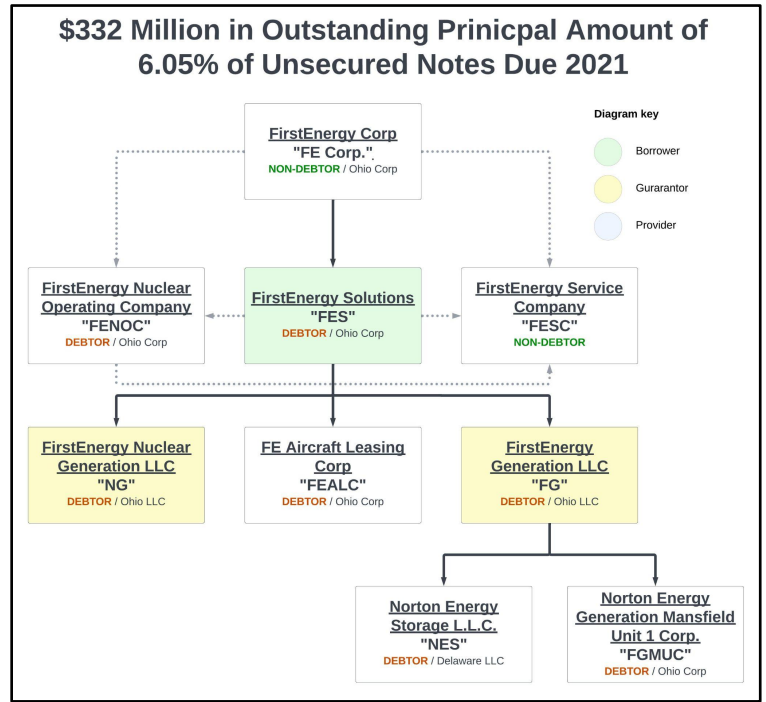 $332 Million in Outstanding Prinicpal Amount of
6.05% of Unsecured Notes Due 2021
Diagram key
Borrower
Gurarantor
Provider
FirstEnergy Corp
"FE Corp.".
NON-DEBTOR / Ohio Corp
FirstEnergy Nuclear
Operating Company
"FENOC"
DEBTOR / Ohio Corp
FirstEnergy Solutions
"FES"
DEBTOR / Ohio Corp
FirstEnergy Service
Company
"FESC"
NON-DEBTOR
FirstEnergy Nuclear
Generation LLC
"NG"
DEBTOR / Ohio LLC
FE Aircraft Leasing
Corp
"FEALC"
DEBTOR / Ohio Corp
FirstEnergy
Generation LLC
"FG"
DEBTOR / Ohio LLC
Norton Energy
Storage L.L.C.
"NES"
DEBTOR / Delaware LLC
Norton Energy
Generation Mansfield
Unit 1 Corp.
"FGMUC"
DEBTOR / Ohio Corp